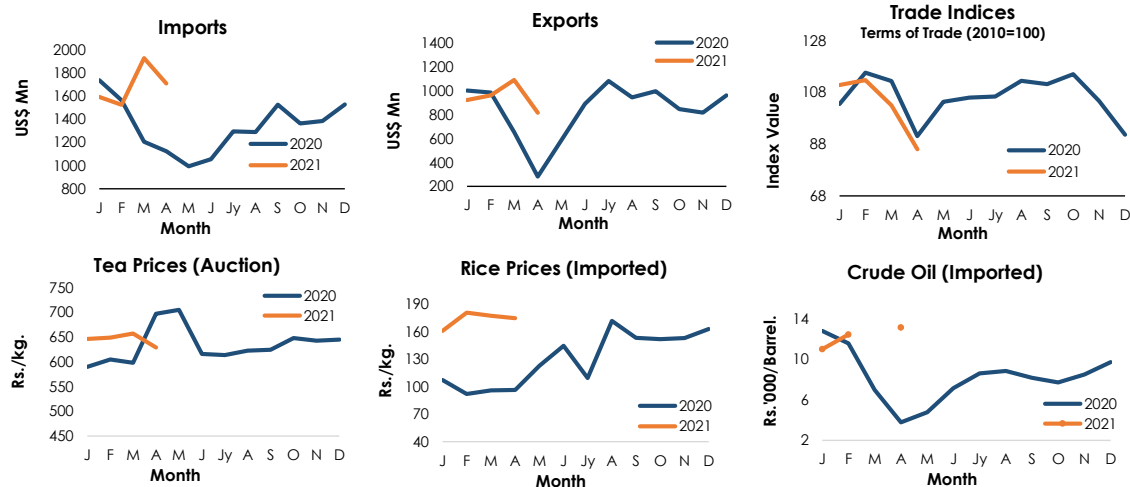 Imports
US$ Mn
2000
1800
1600
1400
1200
1000
800
2020
2021
J F M A M J Jy A S O N D
Month
Exports
US$ Mn
1400
1200
1000
800
600
400
200
2020
2021
J F M A M J Jy A S O N D
Month
Trade Indices
Terms of Trade (2010=100)
Index Value
128
108
88
68
2020
2021
J F M A M J Jy A S O N D
Month
Tea Prices (Auction)
Rs./kg.
750
700
650
600
550
500
450
2020
2021
J F M A M J Jy A S O N D
Month
Rice Prices (Imported)
Rs./kg.
190
160
130
100
70
40
2020
2021
J F M A M J Jy A S O N D
Month
Crude Oil (Imported)
Rs.'000/Barrel.
14
10
6
2
2020
2021
J F M A M J Jy A S O N D
Month